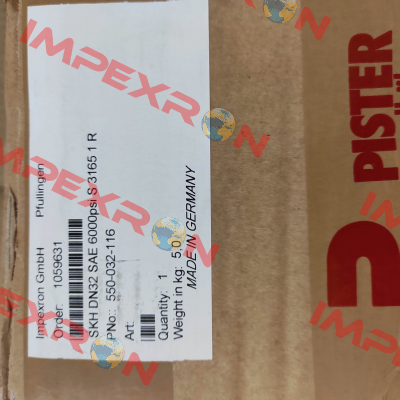 Impexron GmbH Pfullingen
Order: 1059631
SKH DN32 SAE 6000psi S 3165 1 R
PNo.: 550-032-116
Art:
Quantity: 1
Weight in kg: 5,0
MADE IN GERMANY
PISTER
IMPEXRON
IMPEXRON
IMPEXRON